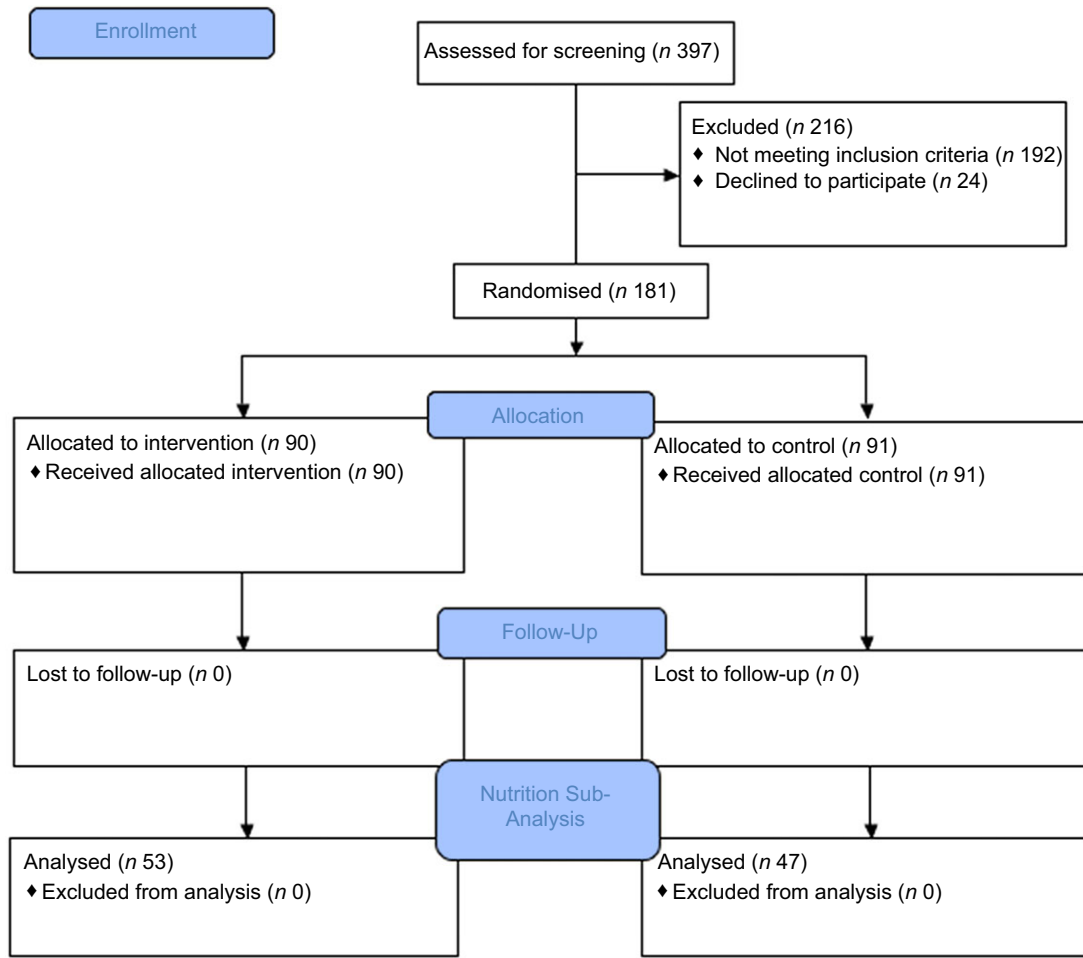 Enrollment
Assessed for screening (n 397)
Excluded (n 216)
♦ Not meeting inclusion criteria (n 192)
♦ Declined to participate (n 24)
Randomised (n 181)
Allocation
Allocated to intervention (n 90)
♦ Received allocated intervention (n 90)
Allocated to control (n 91)
♦ Received allocated control (n 91)
Follow-Up
Lost to follow-up (n 0)
Lost to follow-up (n 0)
Nutrition Sub-
Analysis
Analysed (n 53)
♦ Excluded from analysis (n 0)
Analysed (n 47)
♦ Excluded from analysis (n 0)